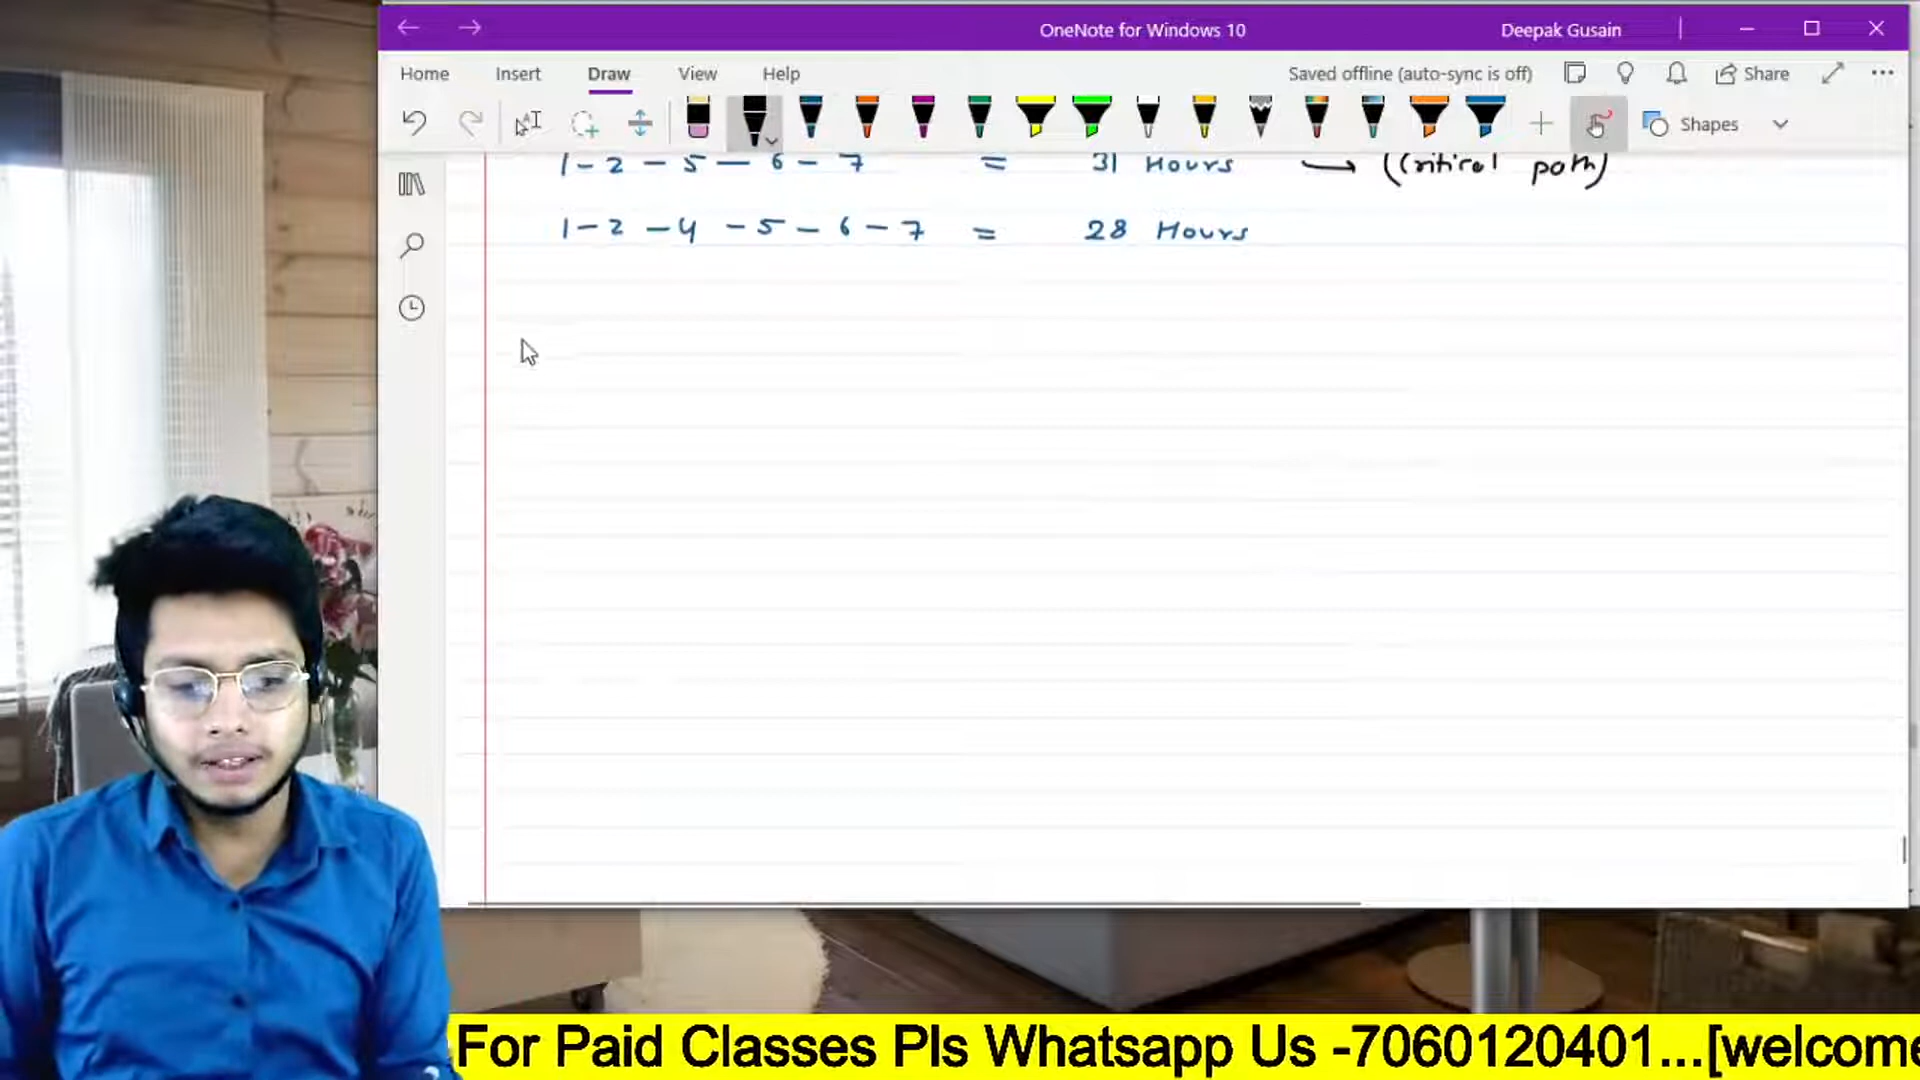 OneNote for Windows 10
Deepak Gusain
Home Insert Draw View Help
Saved offline (auto-sync is off) Share
Shapes
1 - 2 - 5 - 6 - 7 = 31 Hours → (Critical path)
1 - 2 - 4 - 5 - 6 - 7 = 28 Hours
For Paid Classes Pls Whatsapp Us -7060120401...[welcome